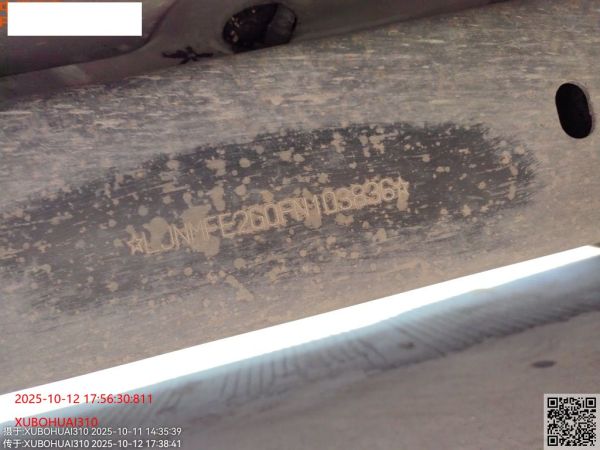 ☆LJNMFE2G0FN103836☆
2025-10-12 17:56:30:811
XUBOHUAI310
摄于:XUBOHUAI310 2025-10-11 14:35:39
传于:XUBOHUAI310 2025-10-12 17:38:41